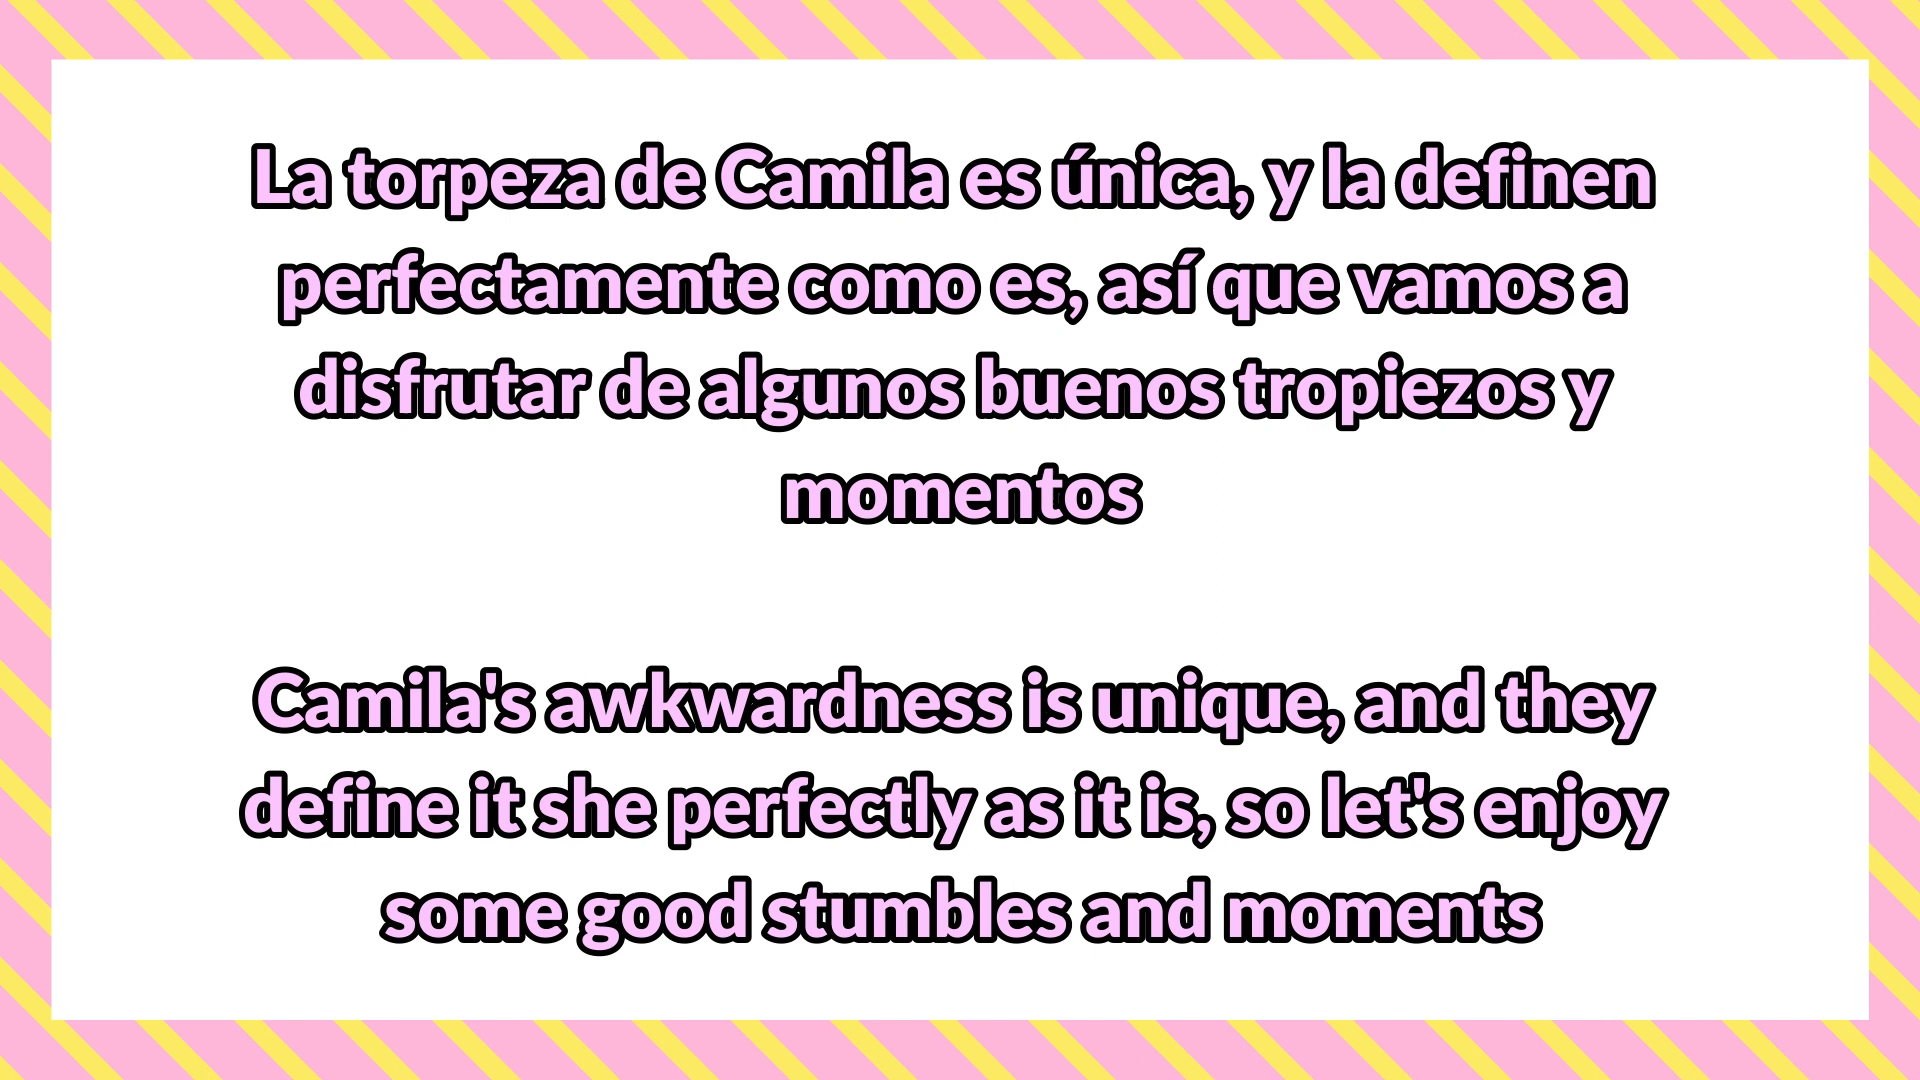 La torpeza de Camila es única, y la definen
perfectamente como es, así que vamos a
disfrutar de algunos buenos tropiezos y
momentos
Camila's awkwardness is unique, and they
define it she perfectly as it is, so let's enjoy
some good stumbles and moments